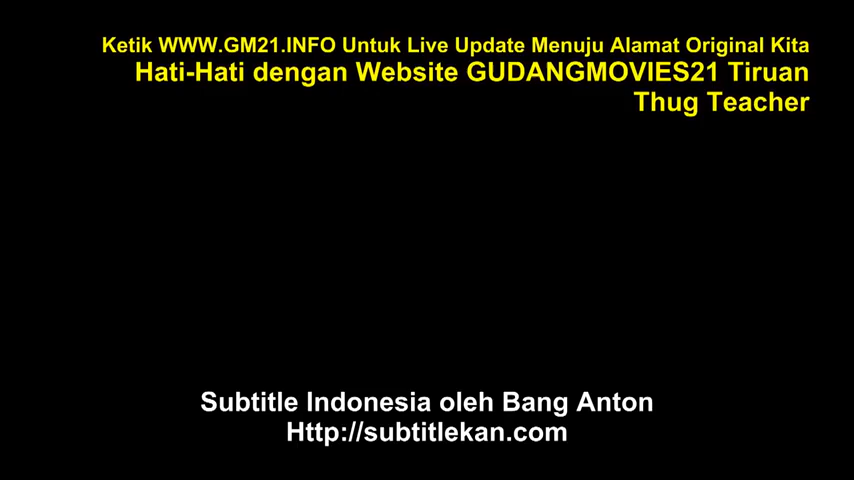 Ketik WWW.GM21.INFO Untuk Live Update Menuju Alamat Original Kita
Hati-Hati dengan Website GUDANGMOVIES21 Tiruan
Thug Teacher
Subtitle Indonesia oleh Bang Anton
Http://subtitlekan.com